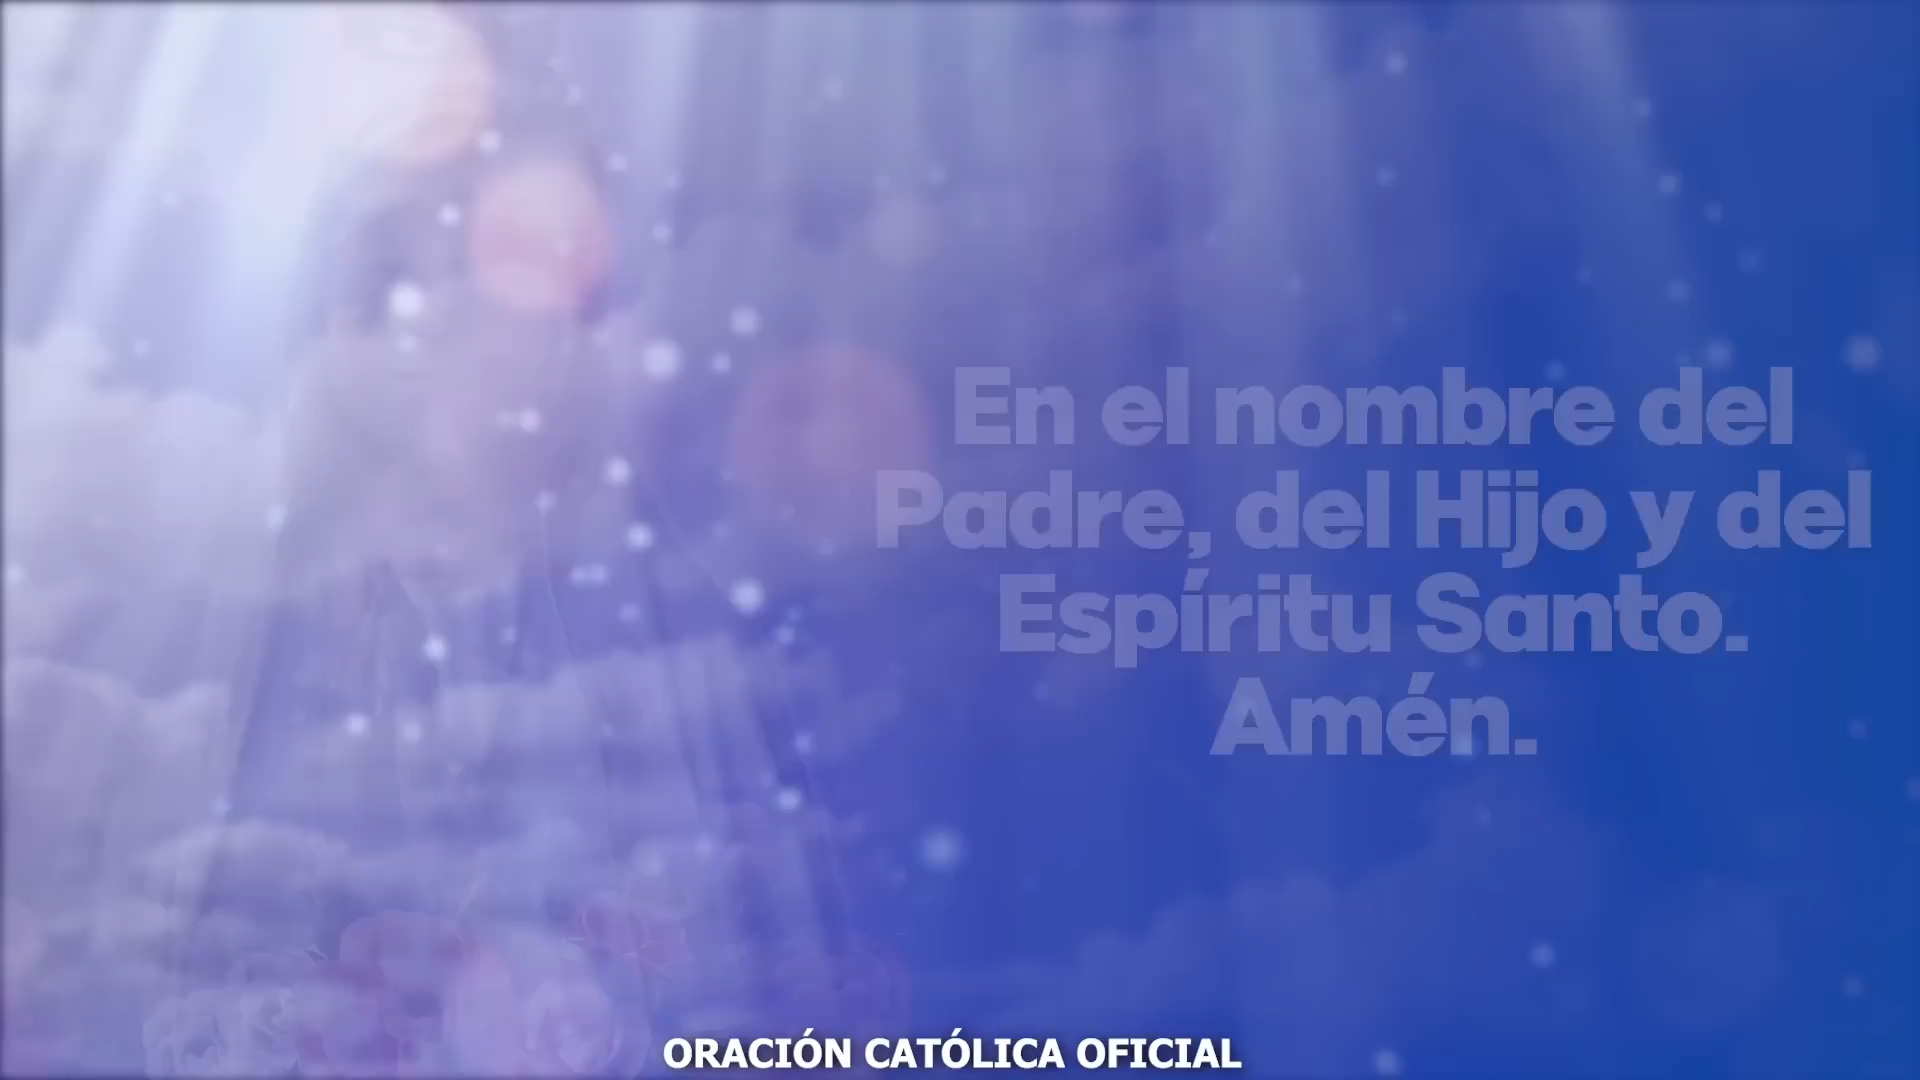 En el nombre del
Padre, del Hijo y del
Espíritu Santo.
Amén.
ORACIÓN CATÓLICA OFICIAL